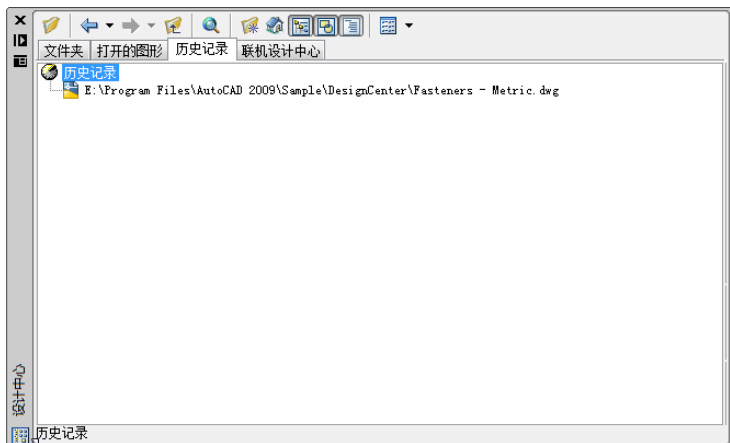 文件夹 打开的图形 历史记录 联机设计中心
历史记录
E:\Program Files\AutoCAD 2009\Sample\DesignCenter\Fasteners - Metric.dwg
设计中心
历史记录